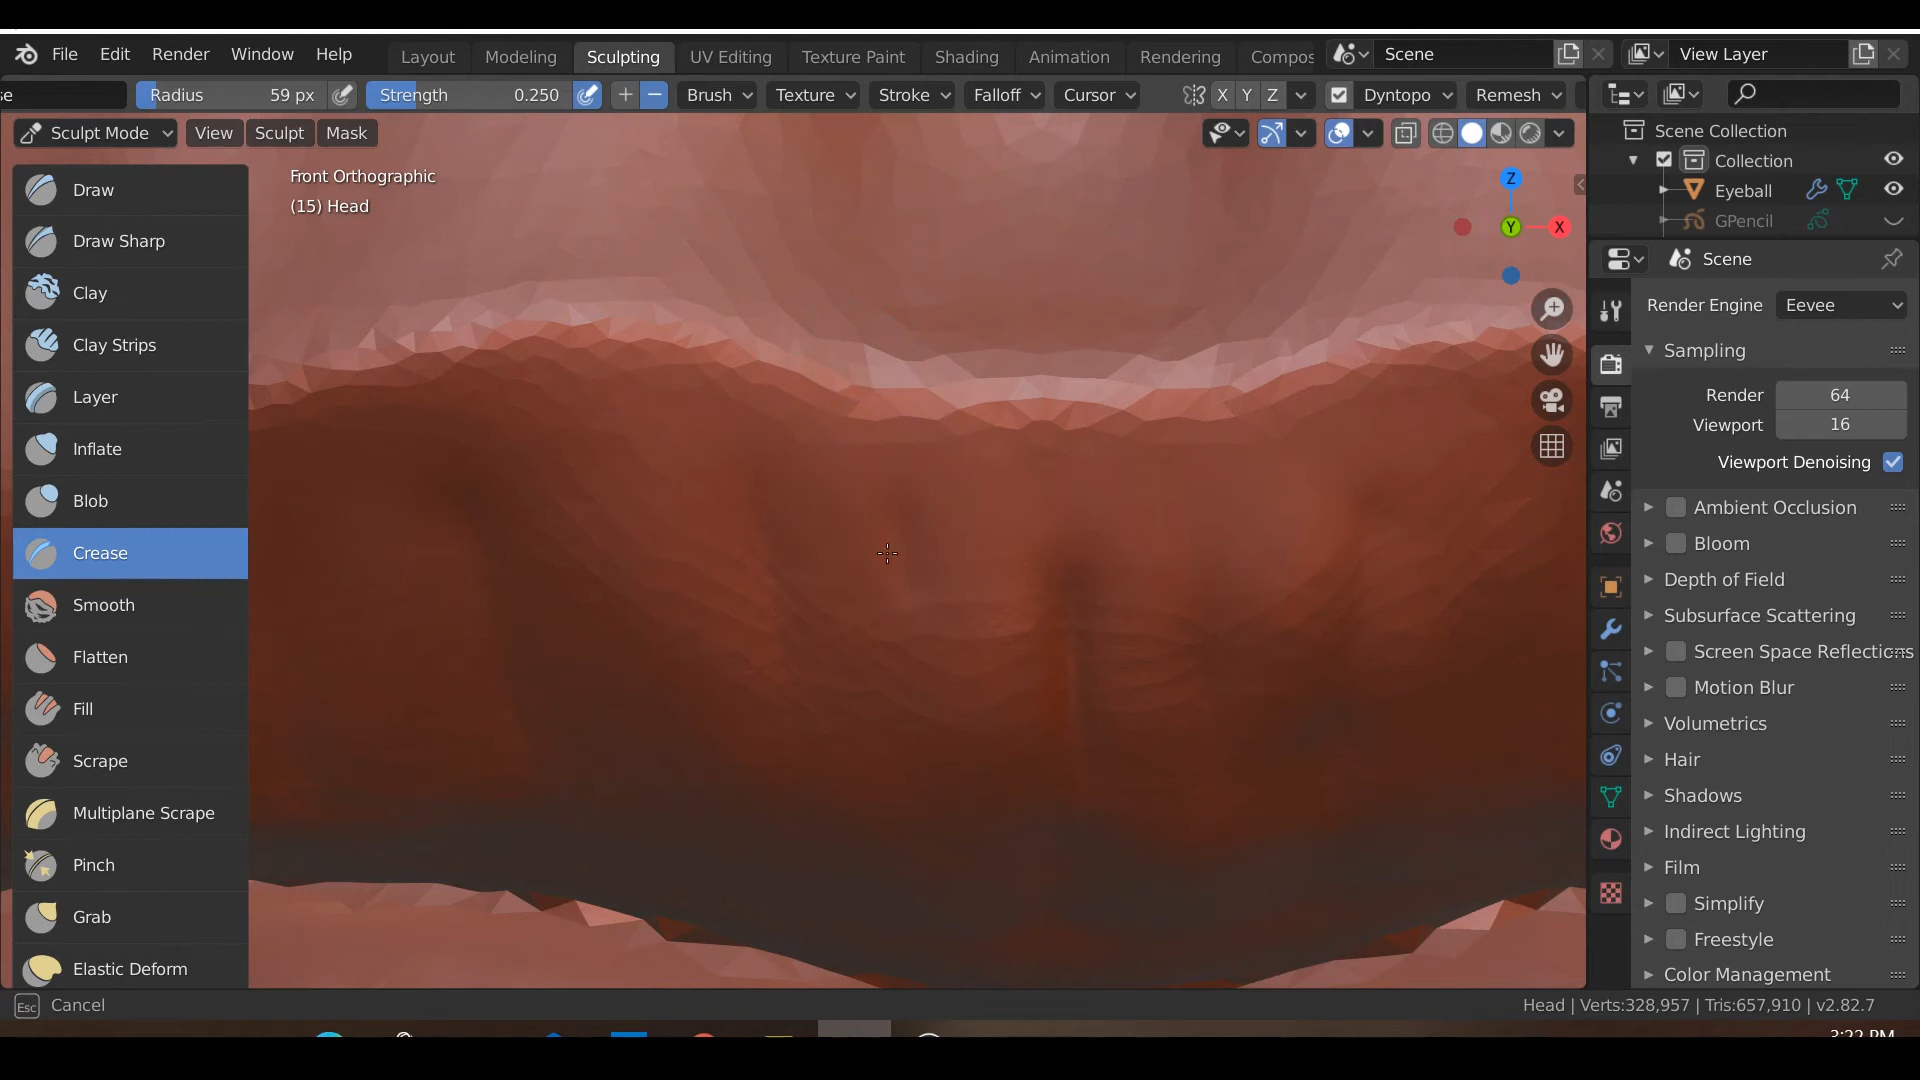 File Edit Render Window Help Layout Modeling Sculpting UV Editing Texture Paint Shading Animation Rendering Compos Scene View Layer
se Radius 59 px Strength 0.250 Brush Texture Stroke Falloff Cursor X Y Z Dyntopo Remesh
Sculpt Mode View Sculpt Mask
Front Orthographic
(15) Head
Z
Y
X
Draw
Draw Sharp
Clay
Clay Strips
Layer
Inflate
Blob
Crease
Smooth
Flatten
Fill
Scrape
Multiplane Scrape
Pinch
Grab
Elastic Deform
Scene Collection
Collection
Eyeball
GPencil
Scene
Render Engine Eevee
Sampling
Render 64
Viewport 16
Viewport Denoising
Ambient Occlusion
Bloom
Depth of Field
Subsurface Scattering
Screen Space Reflections
Motion Blur
Volumetrics
Hair
Shadows
Indirect Lighting
Film
Simplify
Freestyle
Color Management
Esc Cancel
Head | Verts:328,957 | Tris:657,910 | v2.82.7
3:22 PM